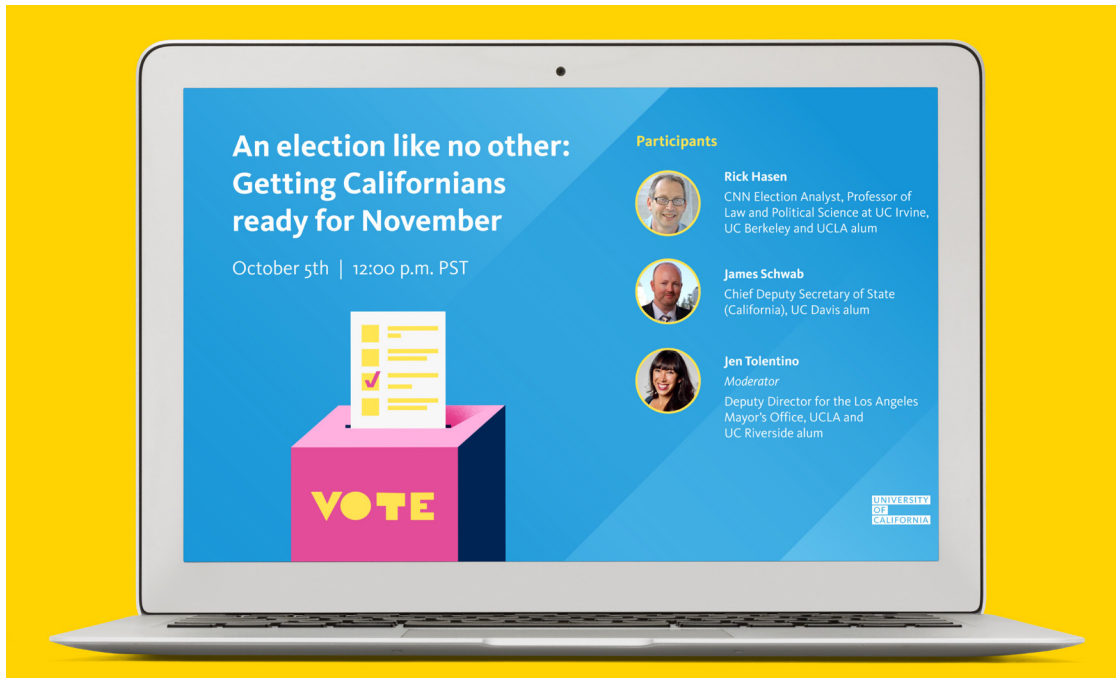 An election like no other:
Getting Californians
ready for November
October 5th | 12:00 p.m. PST
VOTE
Participants
Rick Hasen
CNN Election Analyst, Professor of
Law and Political Science at UC Irvine,
UC Berkeley and UCLA alum
James Schwab
Chief Deputy Secretary of State
(California), UC Davis alum
Jen Tolentino
Moderator
Deputy Director for the Los Angeles
Mayor's Office, UCLA and
UC Riverside alum
UNIVERSITY
OF
CALIFORNIA